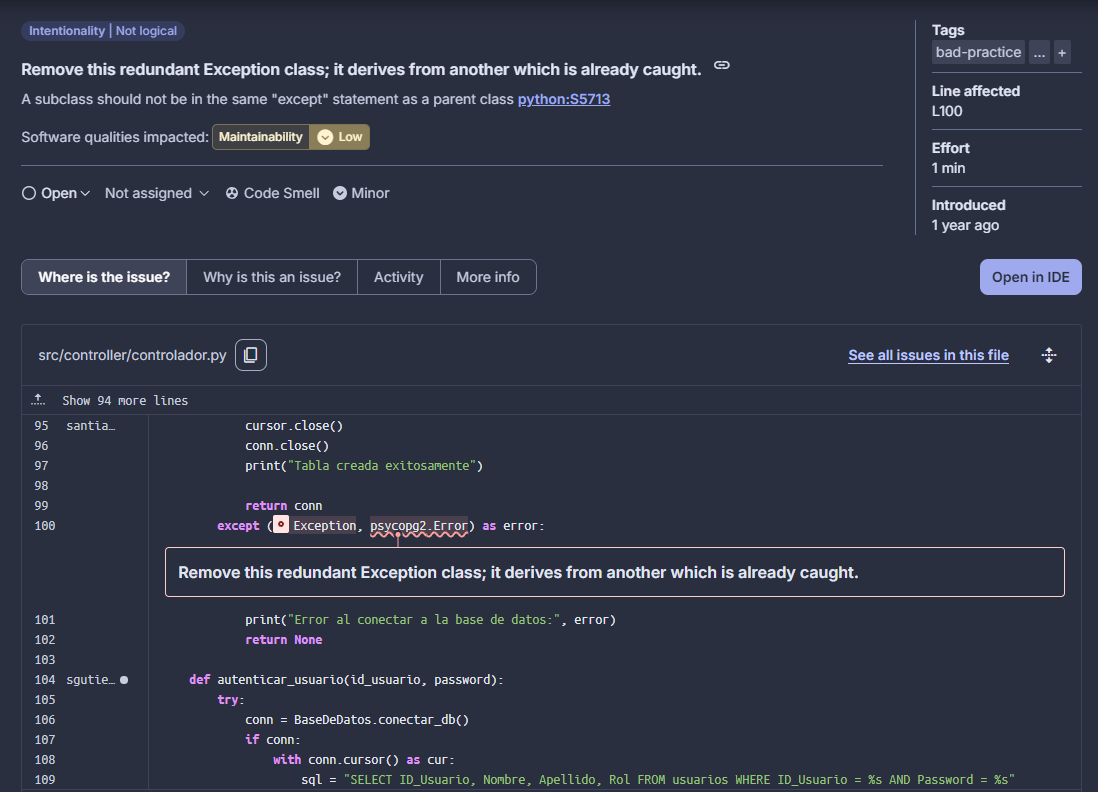 Intentionality | Not logical
Remove this redundant Exception class; it derives from another which is already caught.
A subclass should not be in the same "except" statement as a parent class python:S5713
Software qualities impacted: Maintainability Low
Open Not assigned Code Smell Minor
Tags
bad-practice ... +
Line affected
L100
Effort
1 min
Introduced
1 year ago
Where is the issue? Why is this an issue? Activity More info
Open in IDE
src/controller/controlador.py
See all issues in this file
Show 94 more lines
95 santia… cursor.close()
96 conn.close()
97 print("Tabla creada exitosamente")
98
99 return conn
100 except (Exception, psycopg2.Error) as error:
Remove this redundant Exception class; it derives from another which is already caught.
101 print("Error al conectar a la base de datos:", error)
102 return None
103
104 sgutie… def autenticar_usuario(id_usuario, password):
105 try:
106 conn = BaseDeDatos.conectar_db()
107 if conn:
108 with conn.cursor() as cur:
109 sql = "SELECT ID_Usuario, Nombre, Apellido, Rol FROM usuarios WHERE ID_Usuario = %s AND Password = %s"